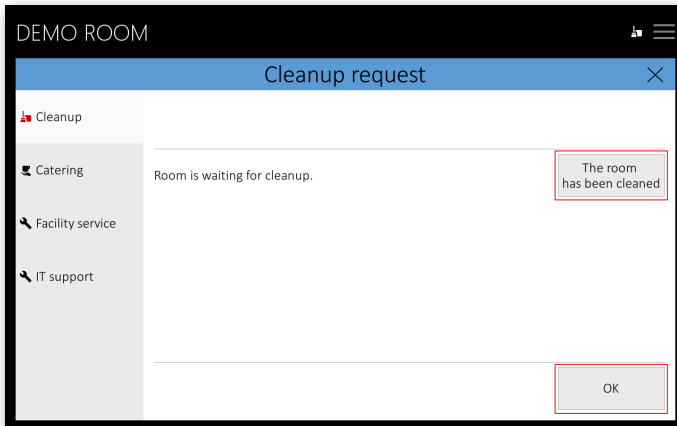 DEMO ROOM
Cleanup request
Cleanup
Catering
Room is waiting for cleanup.
The room
has been cleaned
Facility service
IT support
OK